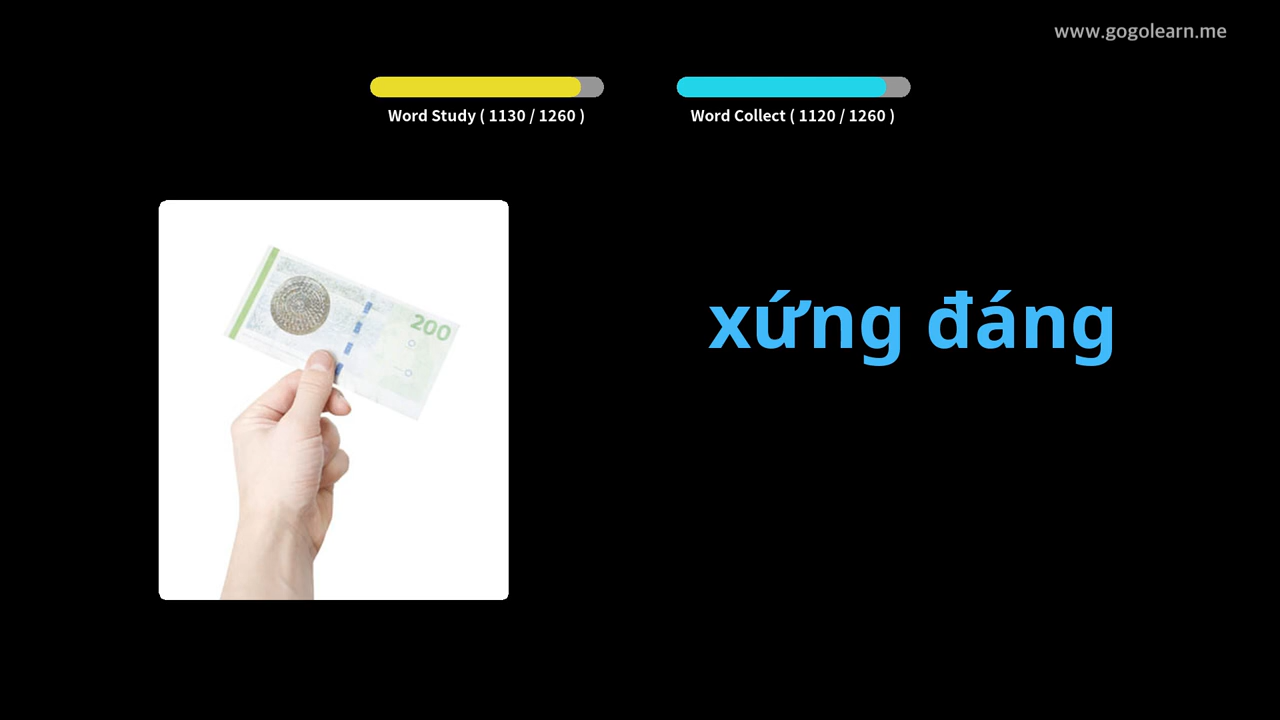 www.gogolearn.me
Word Study ( 1130 / 1260 )
Word Collect ( 1120 / 1260 )
200
xứng đáng